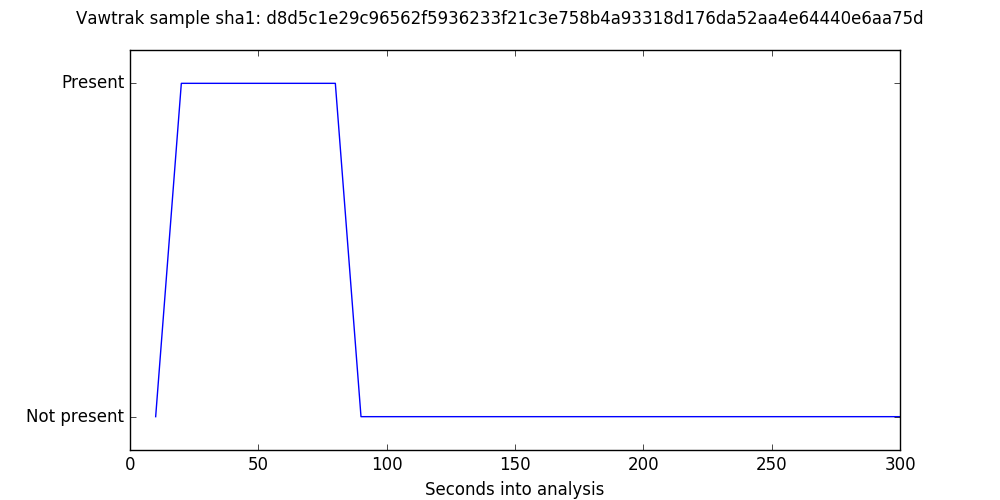 Vawtrak sample sha1: d8d5c1e29c96562f5936233f21c3e758b4a93318d176da52aa4e64440e6aa75d
Present
Not present
0 50 100 150 200 250 300
Seconds into analysis